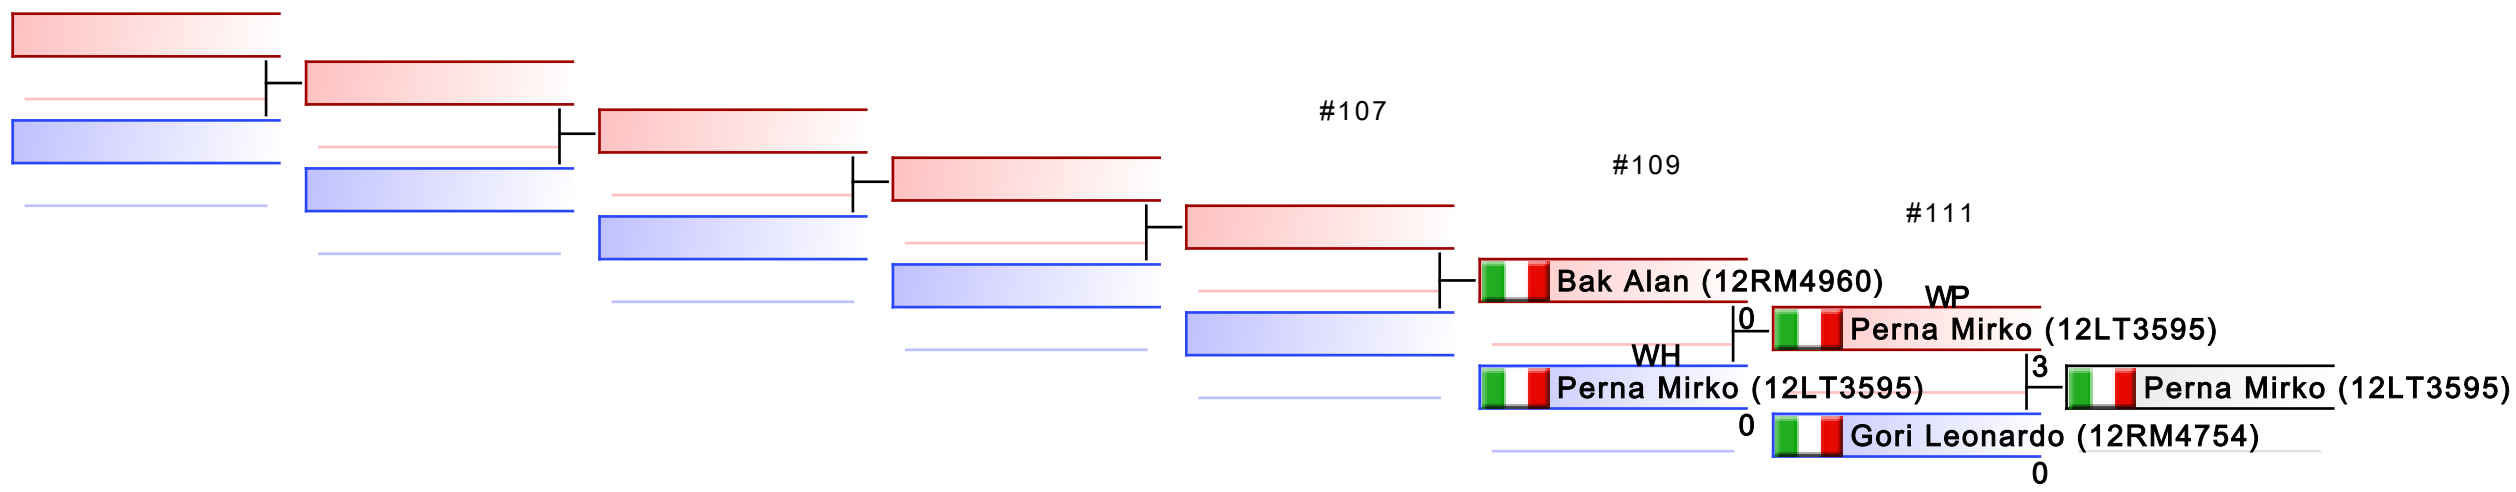 #107
#109
#111
Bak Alan (12RM4960)
WP
0
Perna Mirko (12LT3595)
WH
3
Perna Mirko (12LT3595)
Perna Mirko (12LT3595)
0
Gori Leonardo (12RM4754)
0